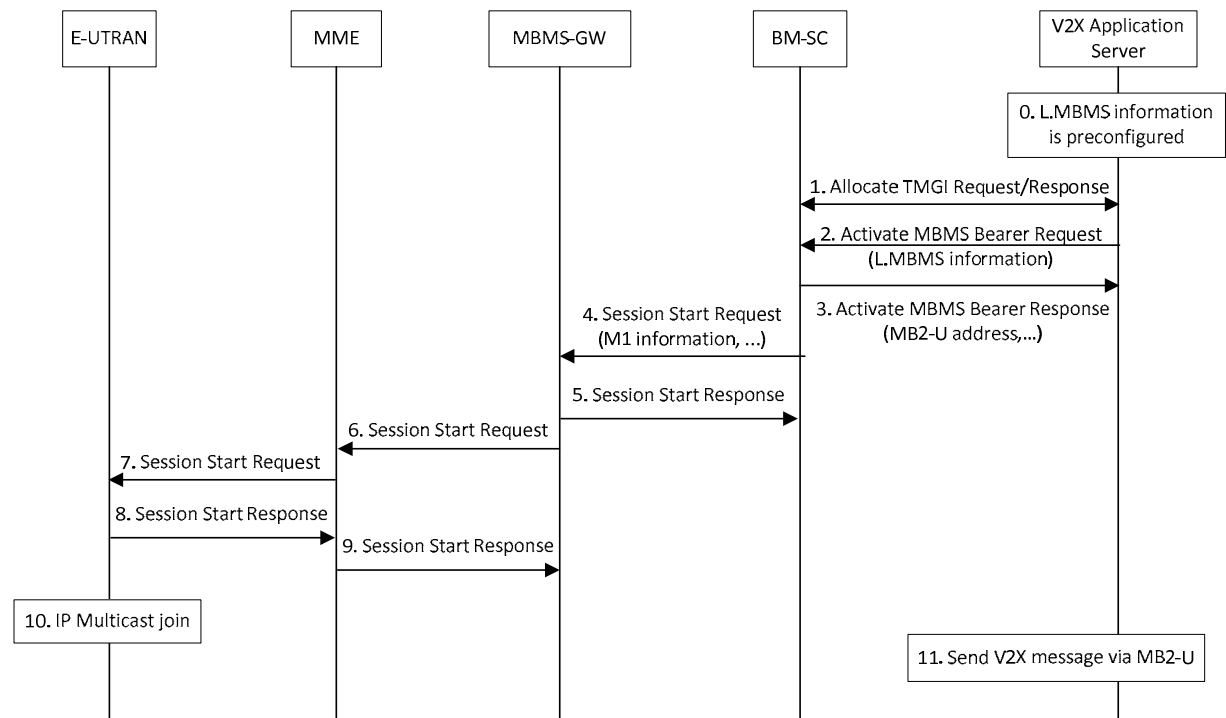 E-UTRAN
MME
MBMS-GW
BM-SC
V2X Application
Server
0. L.MBMS information
is preconfigured
1. Allocate TMGI Request/Response
2. Activate MBMS Bearer Request
(L.MBMS information)
3. Activate MBMS Bearer Response
(MB2-U address,...)
4. Session Start Request
(M1 information, ...)
5. Session Start Response
6. Session Start Request
7. Session Start Request
8. Session Start Response
9. Session Start Response
10. IP Multicast join
11. Send V2X message via MB2-U